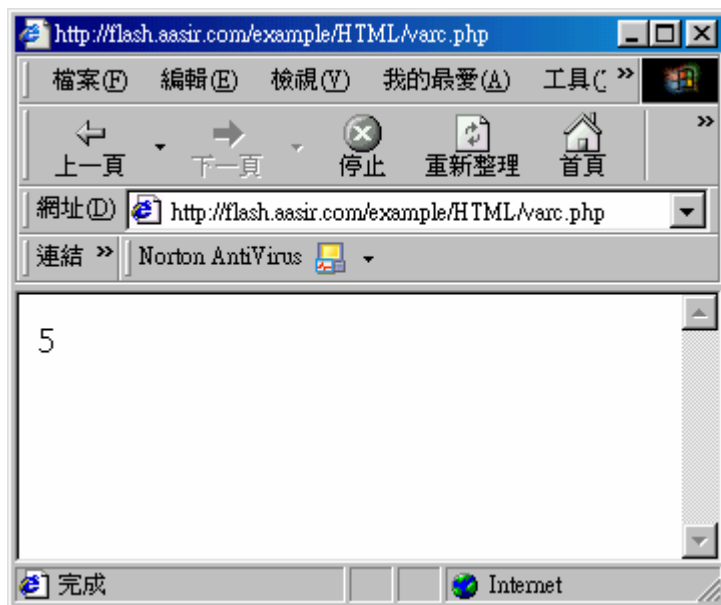 http://flash.aasir.com/example/HTML/varc.php
檔案(F) 編輯(E) 檢視(V) 我的最愛(A) 工具( »
上一頁 下一頁 停止 重新整理 首頁 »
網址(D) http://flash.aasir.com/example/HTML/varc.php
連結 » Norton AntiVirus
5
完成 Internet